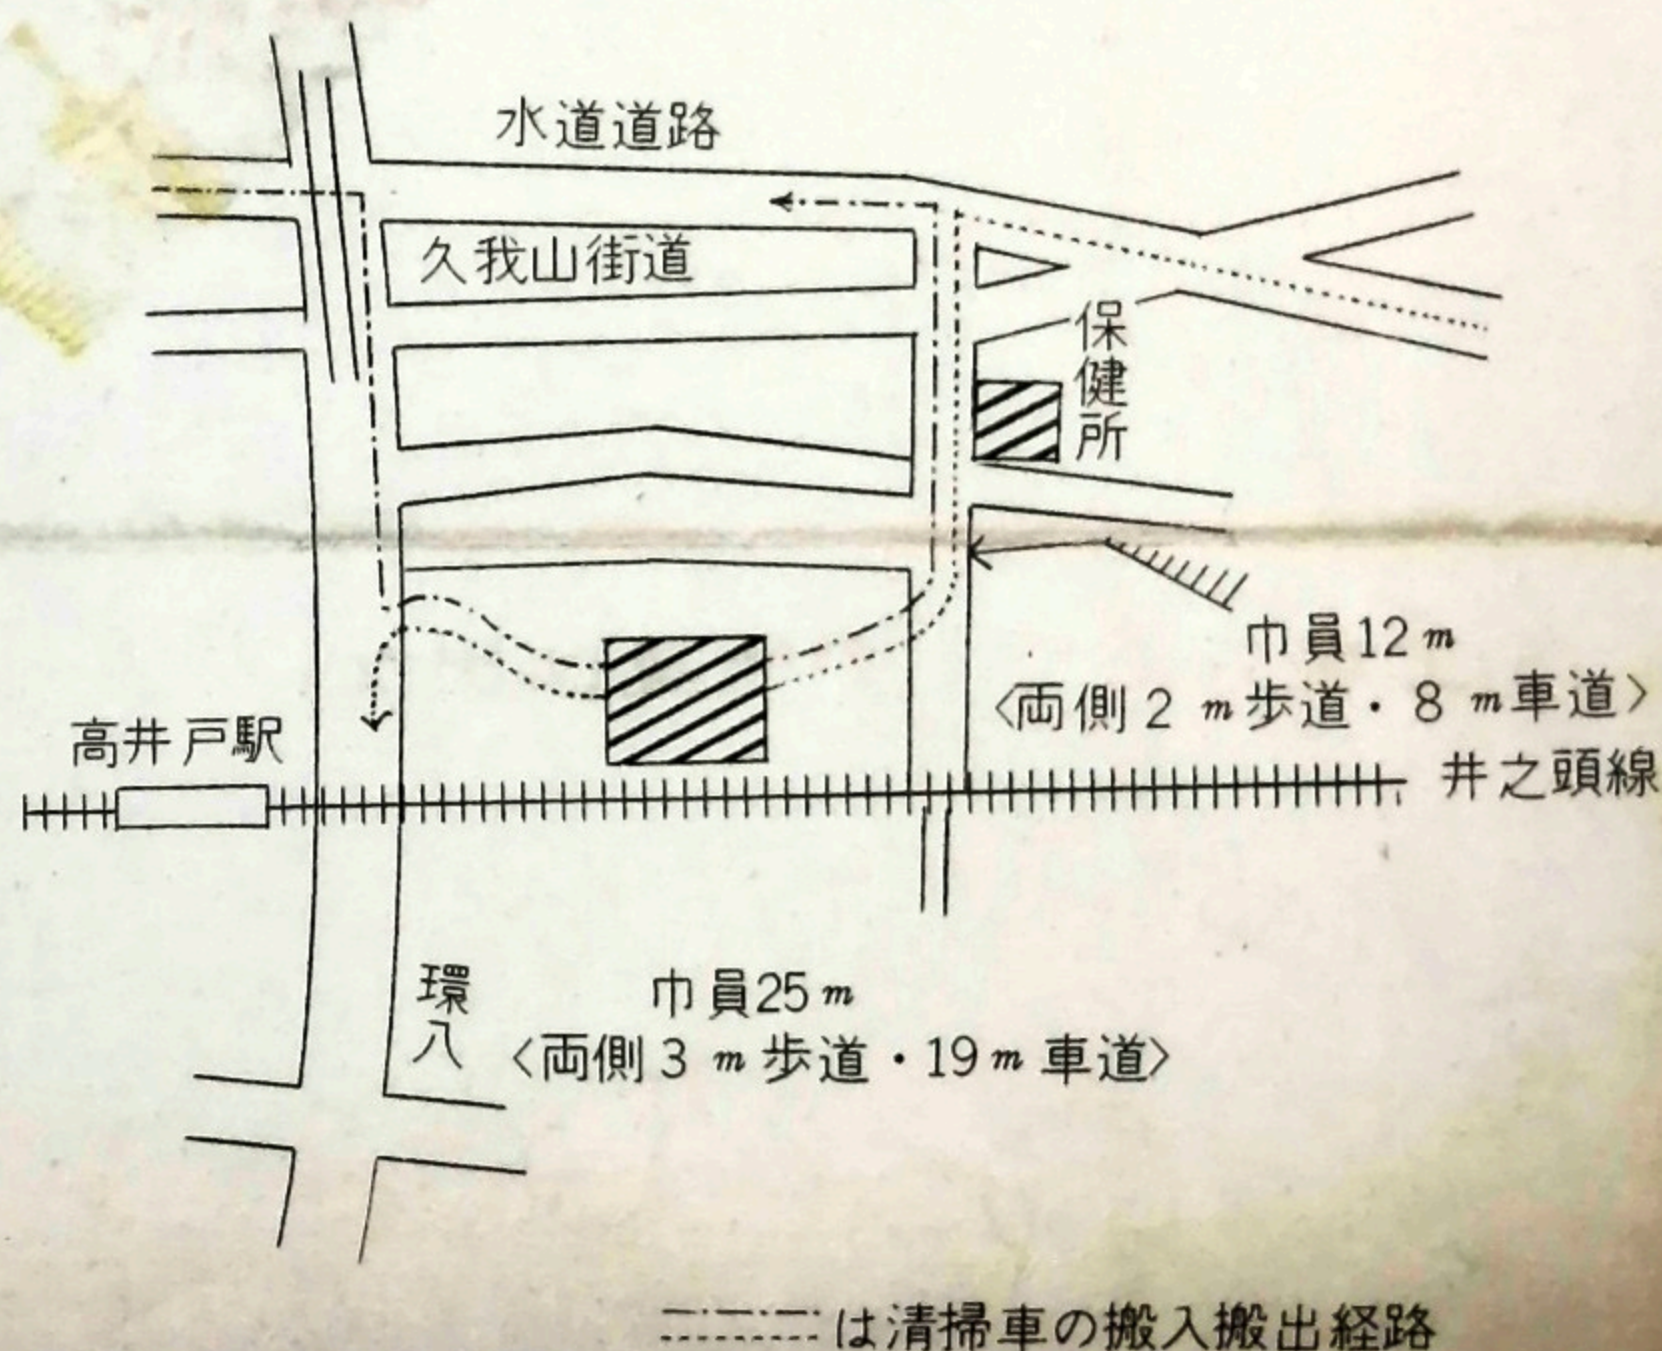 水道道路
久我山街道
保健所
巾員12m
〈両側2m歩道・8m車道〉
高井戸駅
井之頭線
環八
巾員25m
〈両側3m歩道・19m車道〉
は清掃車の搬入搬出経路